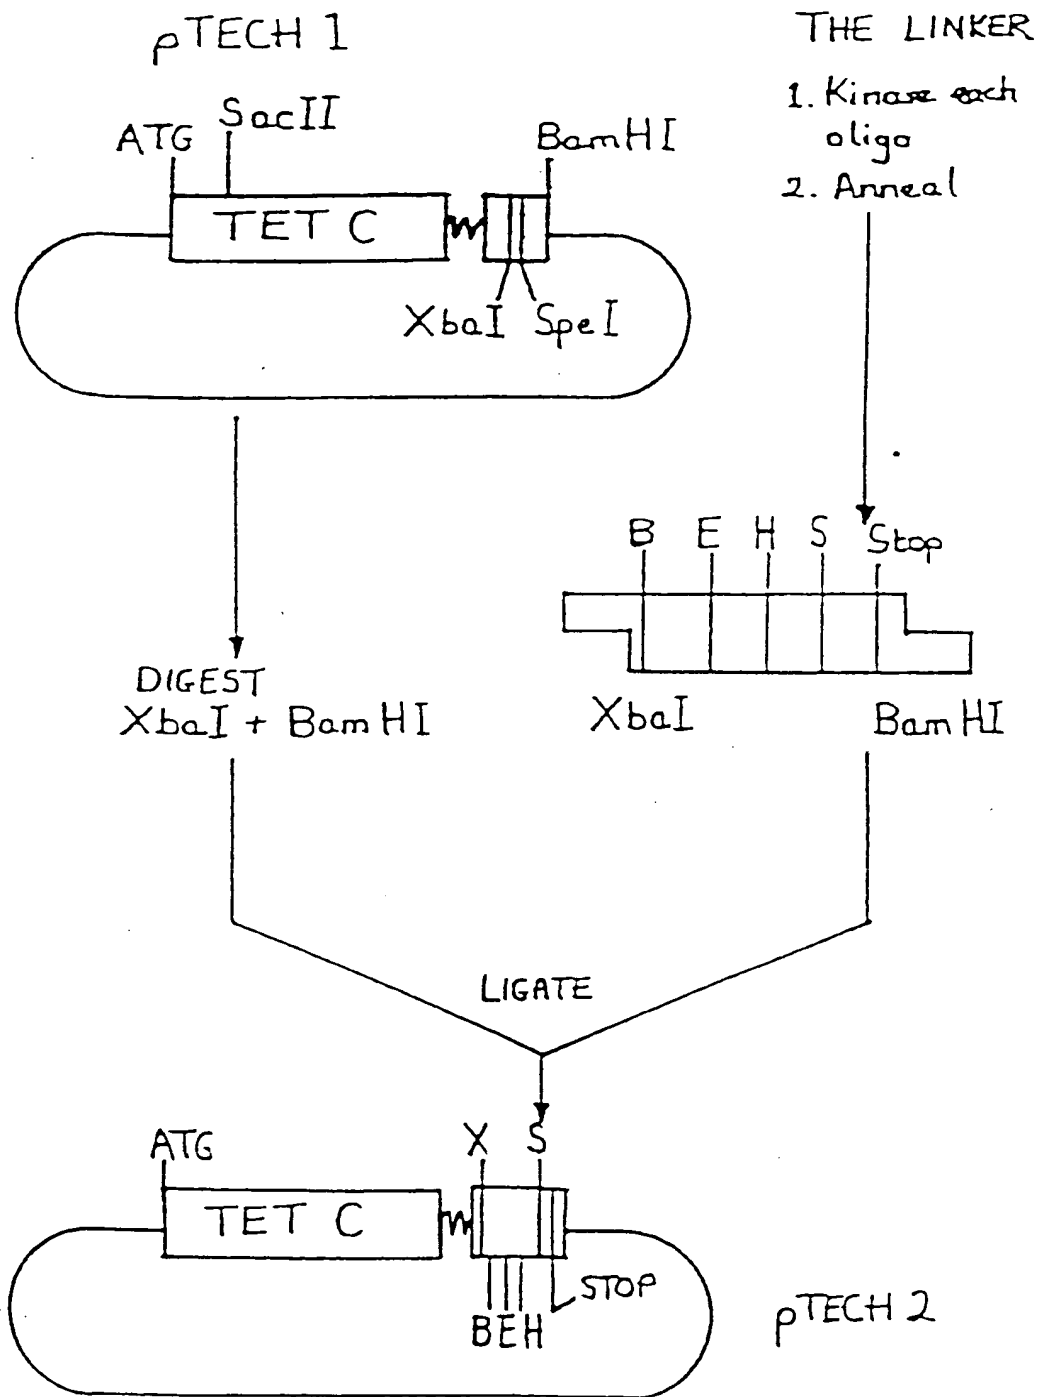 pTECH 1
THE LINKER
1. Kinase each
oligo
2. Anneal
SacII
ATG
BamHI
TET C
XbaI SpeI
B E H S Stop
DIGEST
XbaI + BamHI
XbaI BamHI
LIGATE
ATG X S
TET C
STOP
BEH
pTECH 2